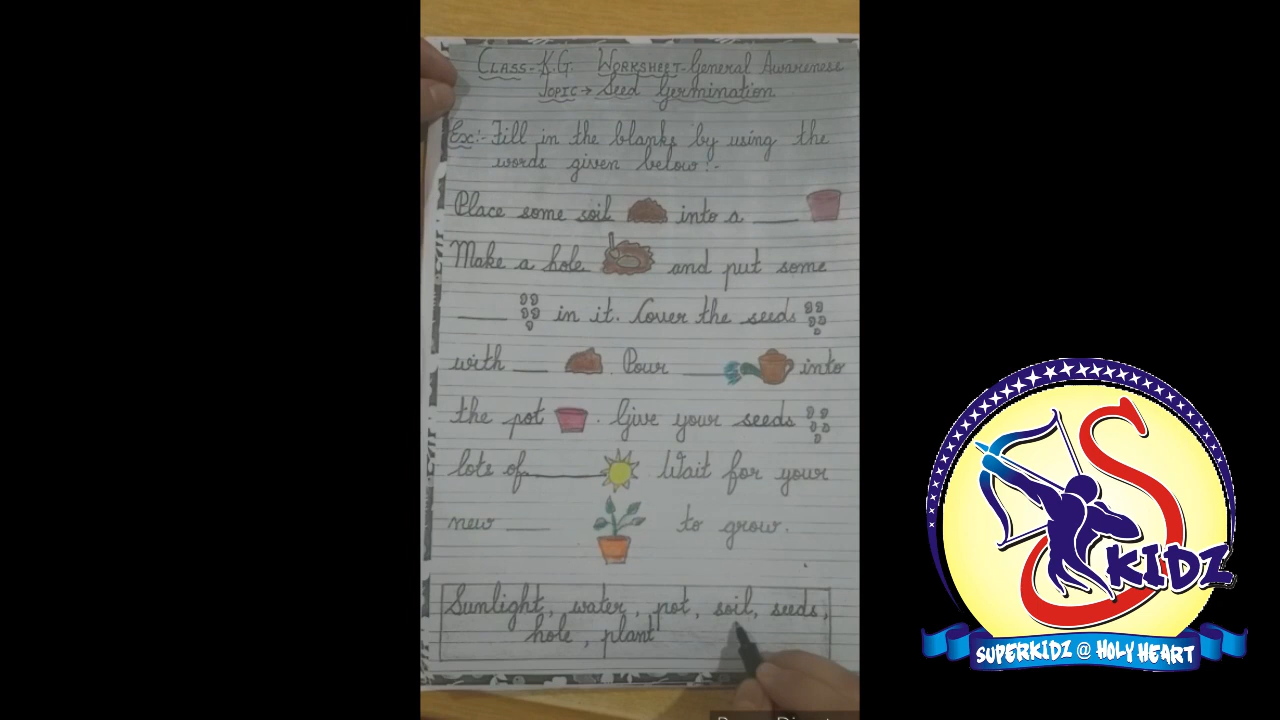 CLASS - K.G. WORKSHEET - General Awarenese
TOPIC → Seed Germination
Ex:- Fill in the blanks by using the
words given below:-
Place some soil into a ____
Make a hole and put some
____ in it. Cover the seeds
with ___ . Pour ____ into
the pot . Give your seeds
lots of ______ Wait for your
new ____ to grow.
Sunlight, water, pot, soil, seeds,
hole, plant
S
KIDZ
SUPERKIDZ @ HOLY HEART